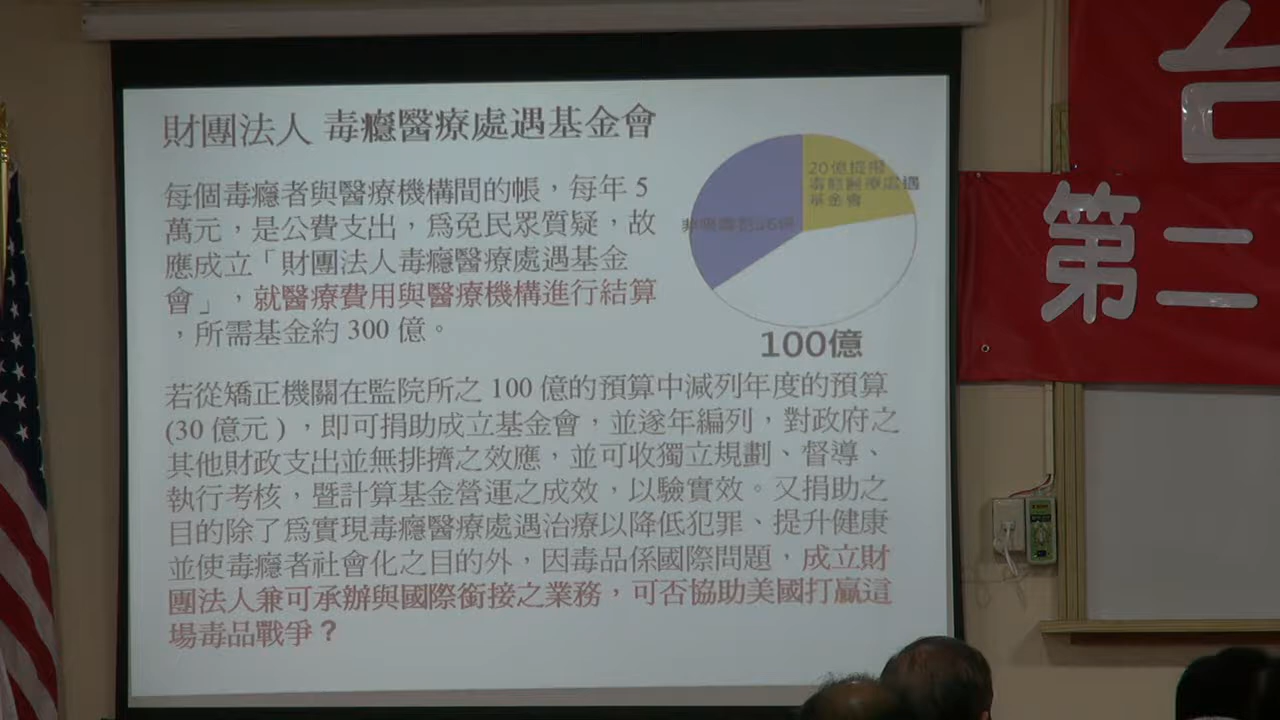 財團法人 毒癮醫療處遇基金會
每個毒癮者與醫療機構間的帳，每年 5
萬元，是公費支出，為免民眾質疑，故
應成立「財團法人毒癮醫療處遇基金
會」，就醫療費用與醫療機構進行結算
，所需基金約 300 億。
20億提撥
毒癮醫療處遇
基金會
100億
若從矯正機關在監院所之 100 億的預算中減列年度的預算
(30 億元 ) ，即可捐助成立基金會，並逐年編列，對政府之
其他財政支出並無排擠之效應，並可收獨立規劃、督導、
執行考核，暨計算基金營運之成效，以驗實效。又捐助之
目的除了為實現毒癮醫療處遇治療以降低犯罪、提升健康
並使毒癮者社會化之目的外，因毒品係國際問題，成立財
團法人兼可承辦與國際銜接之業務，可否協助美國打贏這
場毒品戰爭？
台
第二